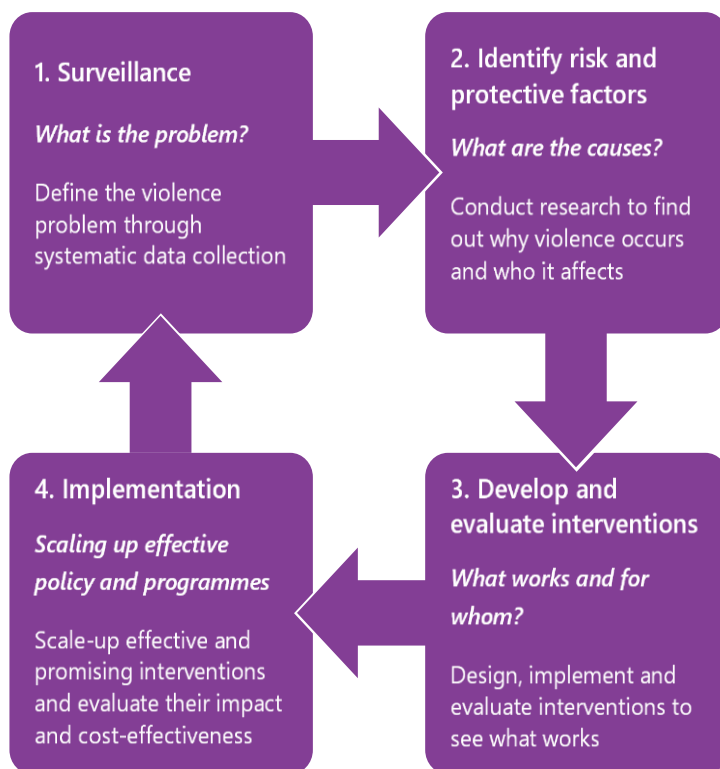 1. Surveillance
What is the problem?
Define the violence
problem through
systematic data collection
2. Identify risk and
protective factors
What are the causes?
Conduct research to find
out why violence occurs
and who it affects
3. Develop and
evaluate interventions
What works and for
whom?
Design, implement and
evaluate interventions to
see what works
4. Implementation
Scaling up effective
policy and programmes
Scale-up effective and
promising interventions
and evaluate their impact
and cost-effectiveness